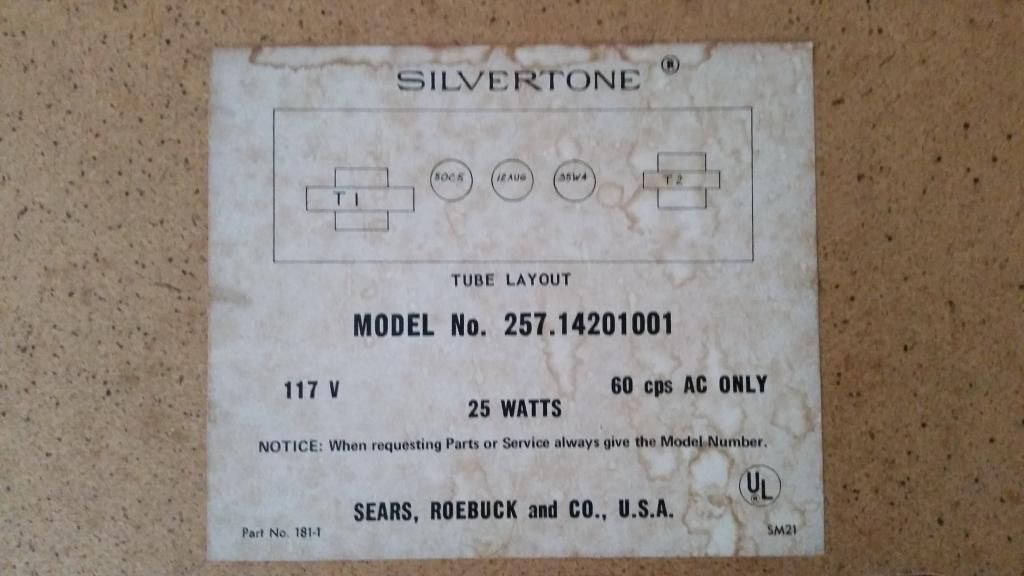 SILVERTONE ®
T1 50C5 12AU6 35W4 T2
TUBE LAYOUT
MODEL No. 257.14201001
117 V 60 cps AC ONLY
25 WATTS
NOTICE: When requesting Parts or Service always give the Model Number.
UL
®
SEARS, ROEBUCK and CO., U.S.A.
Part No. 181-1 SM21